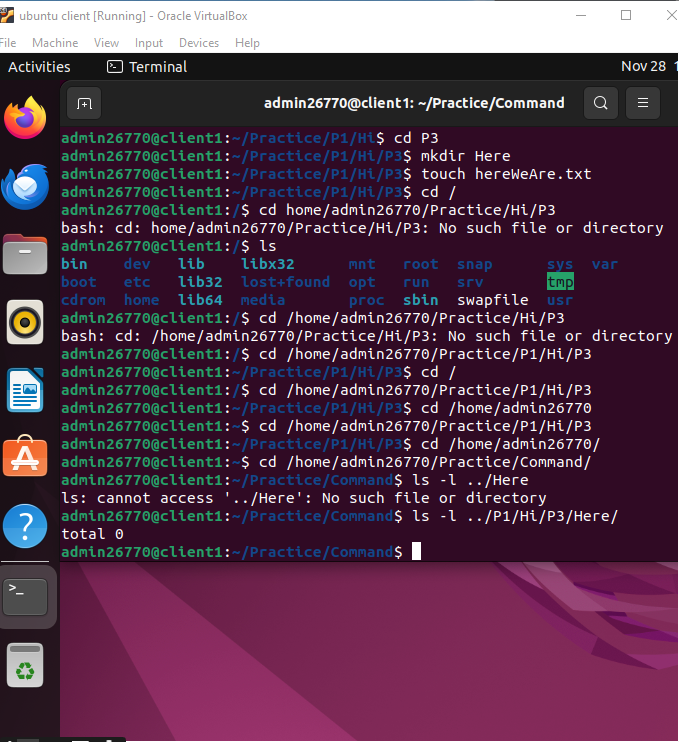 ubuntu client [Running] - Oracle VirtualBox
File Machine View Input Devices Help
Activities Terminal Nov 28 1
admin26770@client1: ~/Practice/Command
admin26770@client1:~/Practice/P1/Hi$ cd P3
admin26770@client1:~/Practice/P1/Hi/P3$ mkdir Here
admin26770@client1:~/Practice/P1/Hi/P3$ touch hereWeAre.txt
admin26770@client1:~/Practice/P1/Hi/P3$ cd /
admin26770@client1:/$ cd home/admin26770/Practice/Hi/P3
bash: cd: home/admin26770/Practice/Hi/P3: No such file or directory
admin26770@client1:/$ ls
bin dev lib libx32 mnt root snap sys var
boot etc lib32 lost+found opt run srv tmp
cdrom home lib64 media proc sbin swapfile usr
admin26770@client1:/$ cd /home/admin26770/Practice/Hi/P3
bash: cd: /home/admin26770/Practice/Hi/P3: No such file or directory
admin26770@client1:/$ cd /home/admin26770/Practice/P1/Hi/P3
admin26770@client1:~/Practice/P1/Hi/P3$ cd /
admin26770@client1:/$ cd /home/admin26770/Practice/P1/Hi/P3
admin26770@client1:~/Practice/P1/Hi/P3$ cd /home/admin26770
admin26770@client1:~$ cd /home/admin26770/Practice/P1/Hi/P3
admin26770@client1:~/Practice/P1/Hi/P3$ cd /home/admin26770/
admin26770@client1:~$ cd /home/admin26770/Practice/Command/
admin26770@client1:~/Practice/Command$ ls -l ../Here
ls: cannot access '../Here': No such file or directory
admin26770@client1:~/Practice/Command$ ls -l ../P1/Hi/P3/Here/
total 0
admin26770@client1:~/Practice/Command$